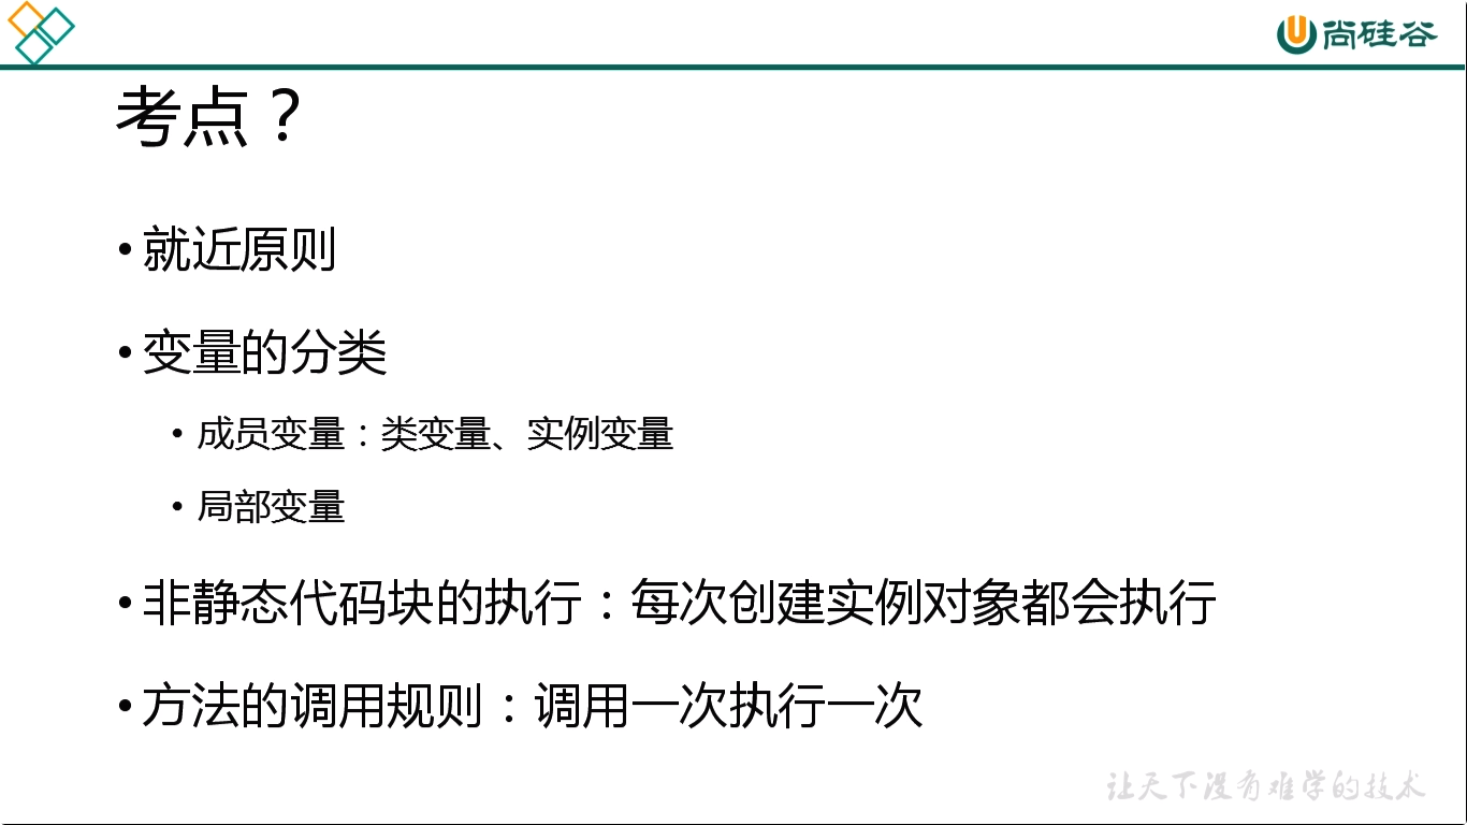 尚硅谷
考点？
• 就近原则
• 变量的分类
• 成员变量：类变量、实例变量
• 局部变量
• 非静态代码块的执行：每次创建实例对象都会执行
• 方法的调用规则：调用一次执行一次
让天下没有难学的技术